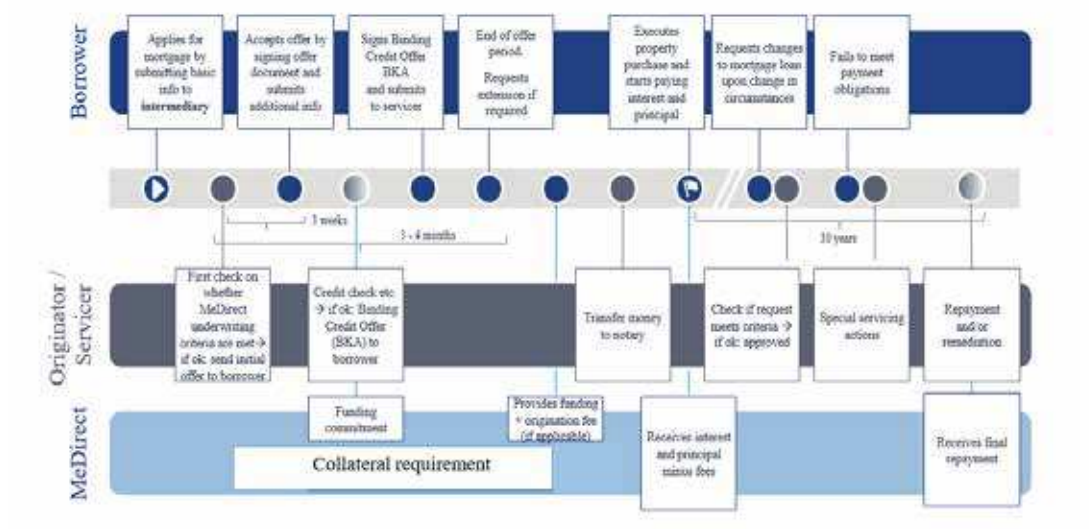 Borrower
Applies for
mortgage by
submitting basic
info to
intermediary
Accepts offer by
signing offer
document and
submits
additional info
Signs Binding
Credit Offer
BKA
and submits
to servicer
End of offer
period.
Requests
extension if
required
Executes
property
purchase and
starts paying
interest and
principal
Requests changes
to mortgage loan
upon change in
circumstances
Fails to meet
payment
obligations
3 weeks
3 - 4 months
30 years
Originator /
Servicer
First check on
whether
MeDirect
underwriting
criteria are met →
if ok: send initial
offer to borrower
Credit check etc
→ if ok: Binding
Credit Offer
(BKA) to
borrower
Transfer money
to notary
Check if request
meets criteria →
if ok: approved
Special servicing
actions
Repayment
and/or
remediation
MeDirect
Funding
commitment
Provides funding
+ origination fee
(if applicable)
Collateral requirement
Receives interest
and principal
minus fees
Receives final
repayment